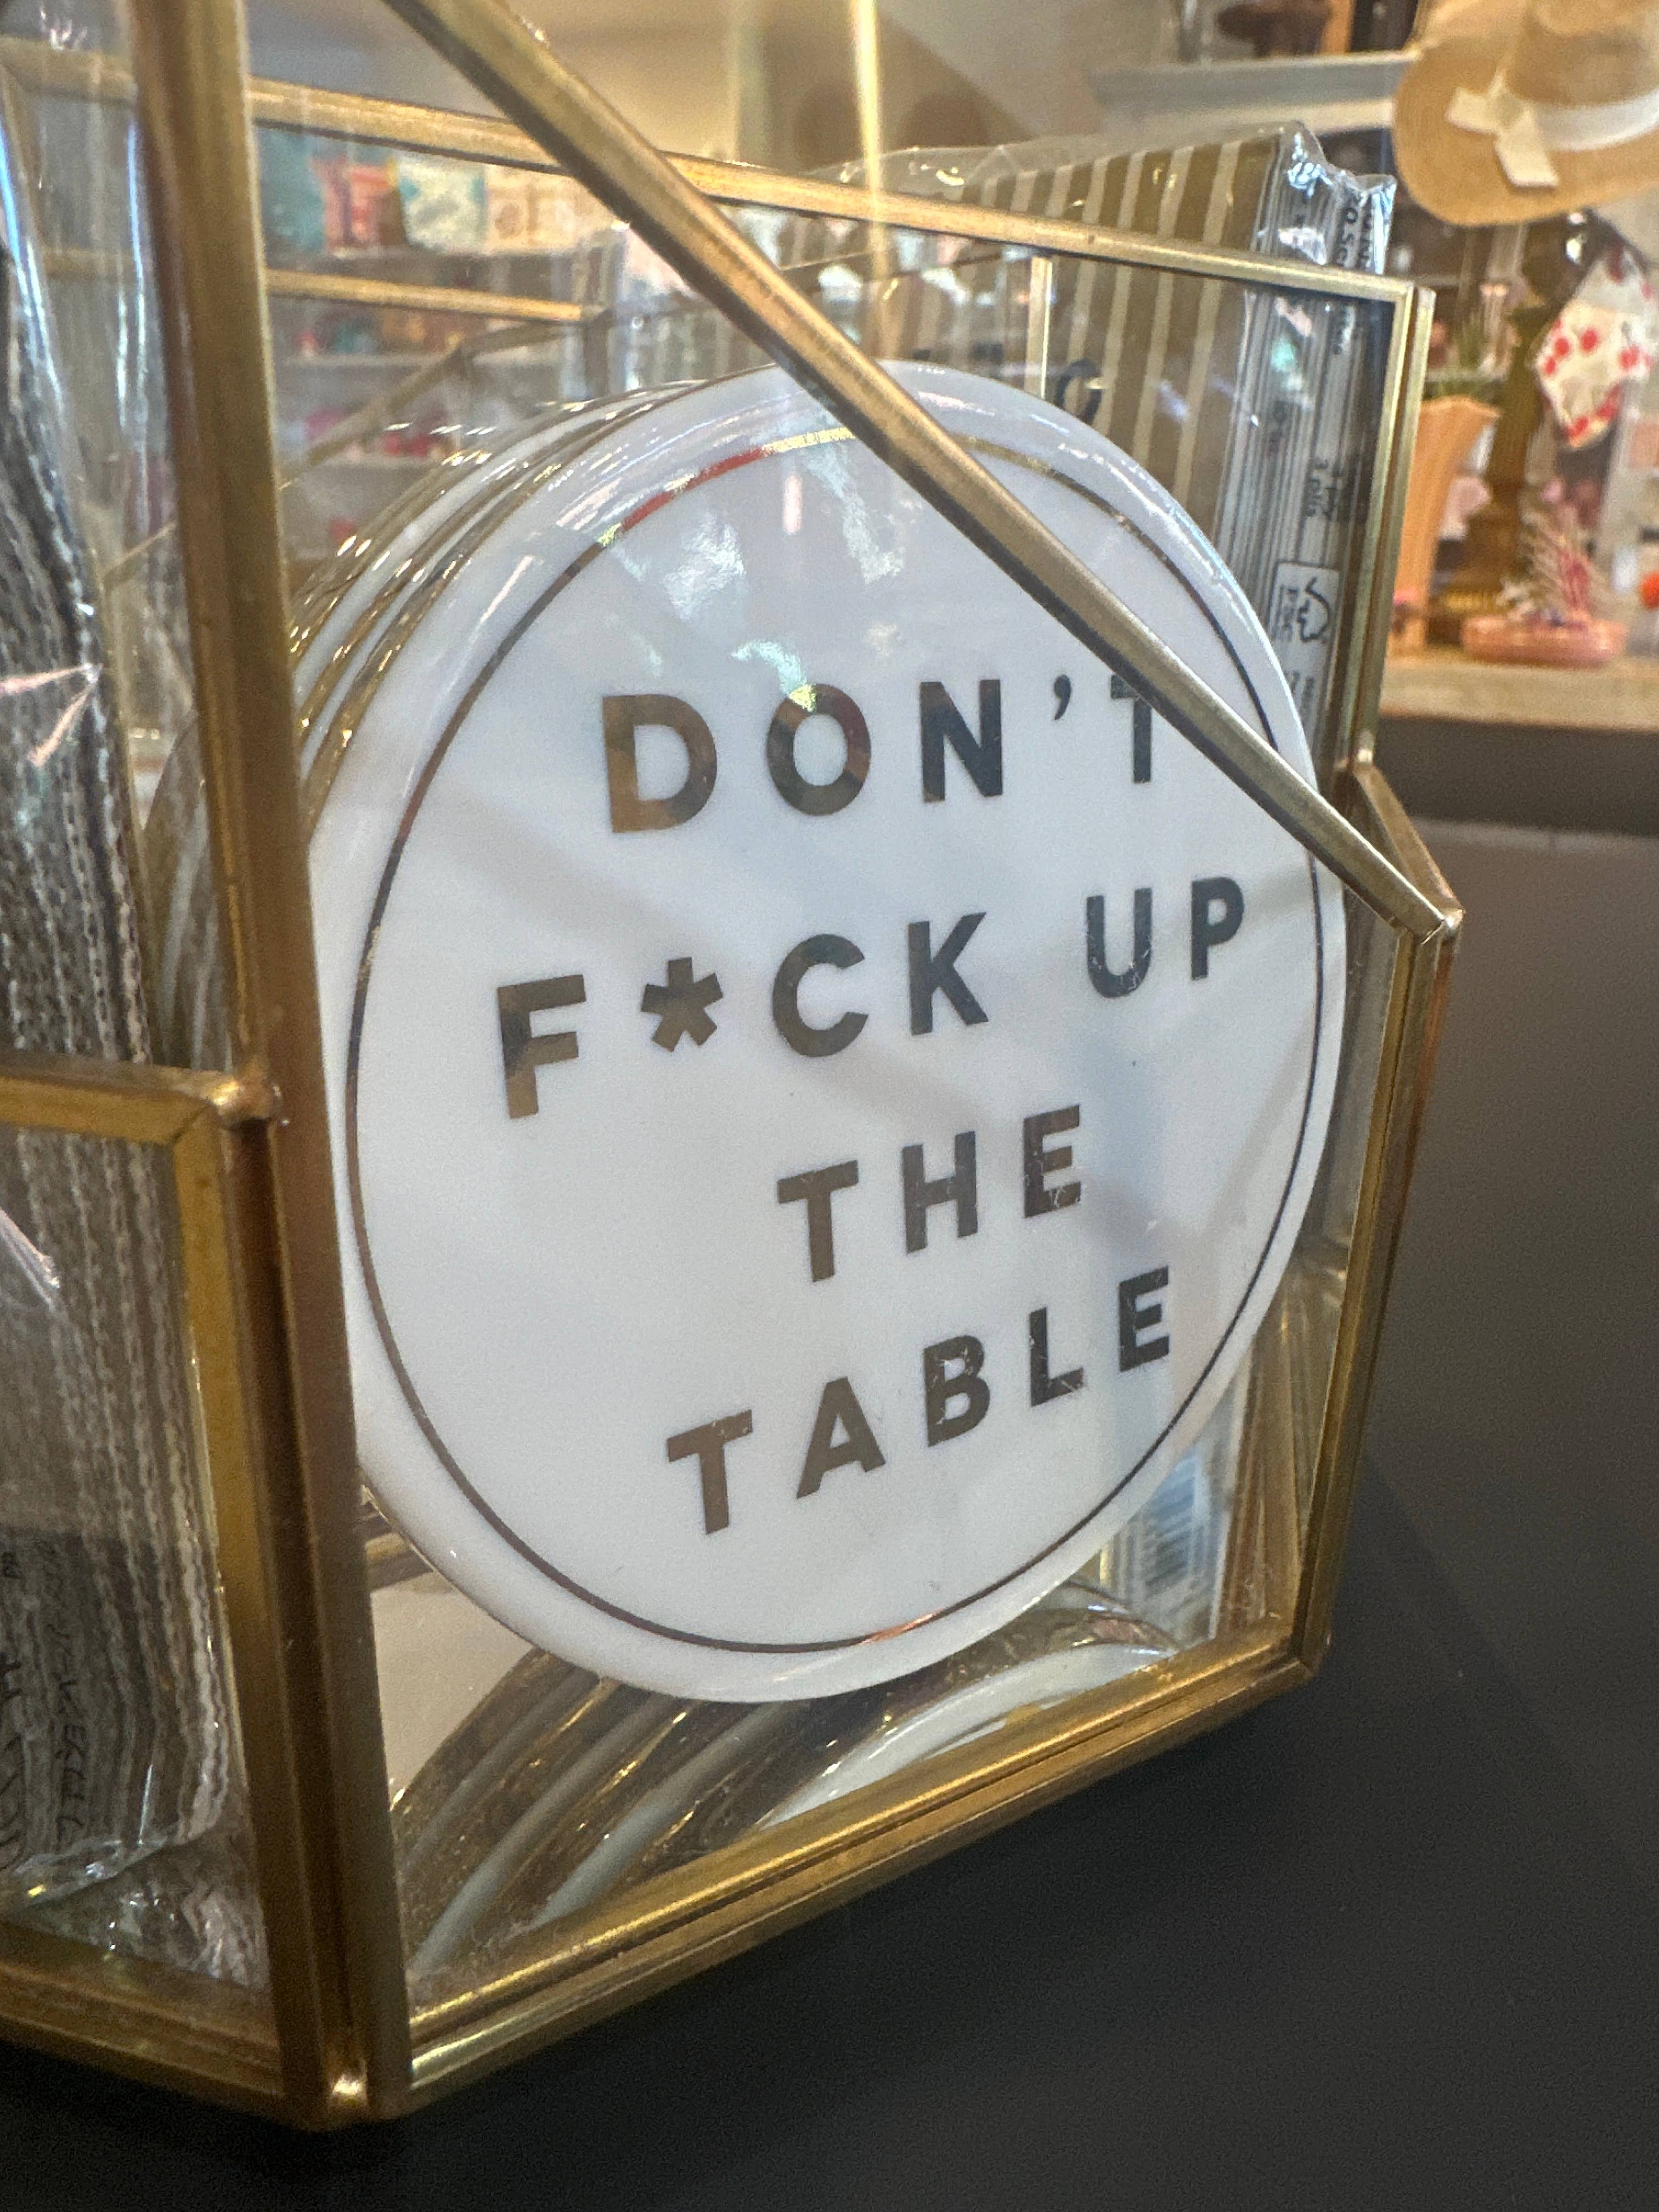 DON'T
F*CK UP
THE
TABLE